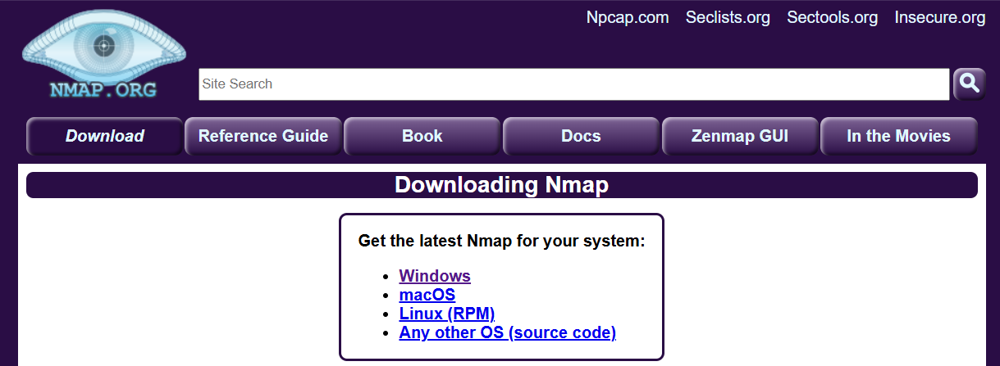 Npcap.com Seclists.org Sectools.org Insecure.org
NMAP.ORG
Site Search
Download Reference Guide Book Docs Zenmap GUI In the Movies
Downloading Nmap
Get the latest Nmap for your system:
• Windows
• macOS
• Linux (RPM)
• Any other OS (source code)